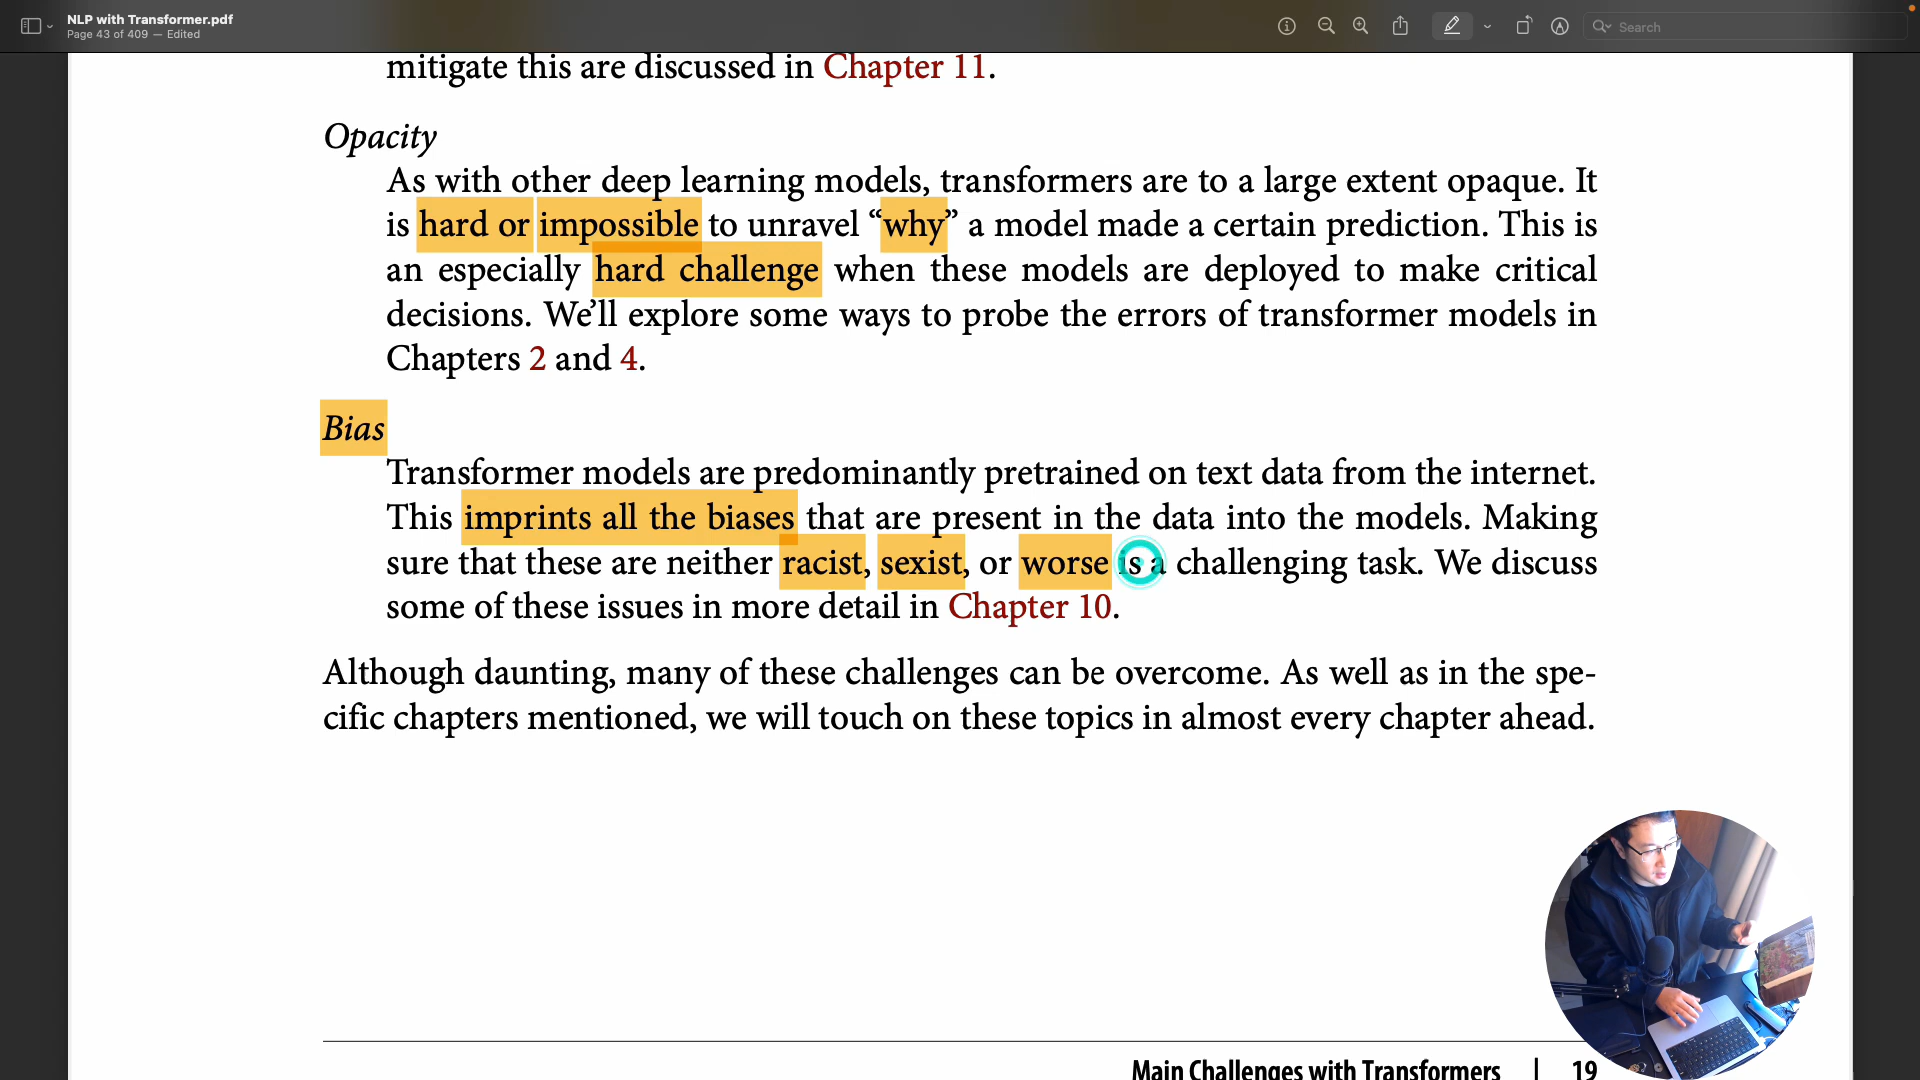 NLP with Transformer.pdf
Page 43 of 409 — Edited
Search
mitigate this are discussed in Chapter 11.
Opacity
As with other deep learning models, transformers are to a large extent opaque. It
is hard or impossible to unravel “why” a model made a certain prediction. This is
an especially hard challenge when these models are deployed to make critical
decisions. We’ll explore some ways to probe the errors of transformer models in
Chapters 2 and 4.
Bias
Transformer models are predominantly pretrained on text data from the internet.
This imprints all the biases that are present in the data into the models. Making
sure that these are neither racist, sexist, or worse is a challenging task. We discuss
some of these issues in more detail in Chapter 10.
Although daunting, many of these challenges can be overcome. As well as in the spe-
cific chapters mentioned, we will touch on these topics in almost every chapter ahead.
Main Challenges with Transformers | 19